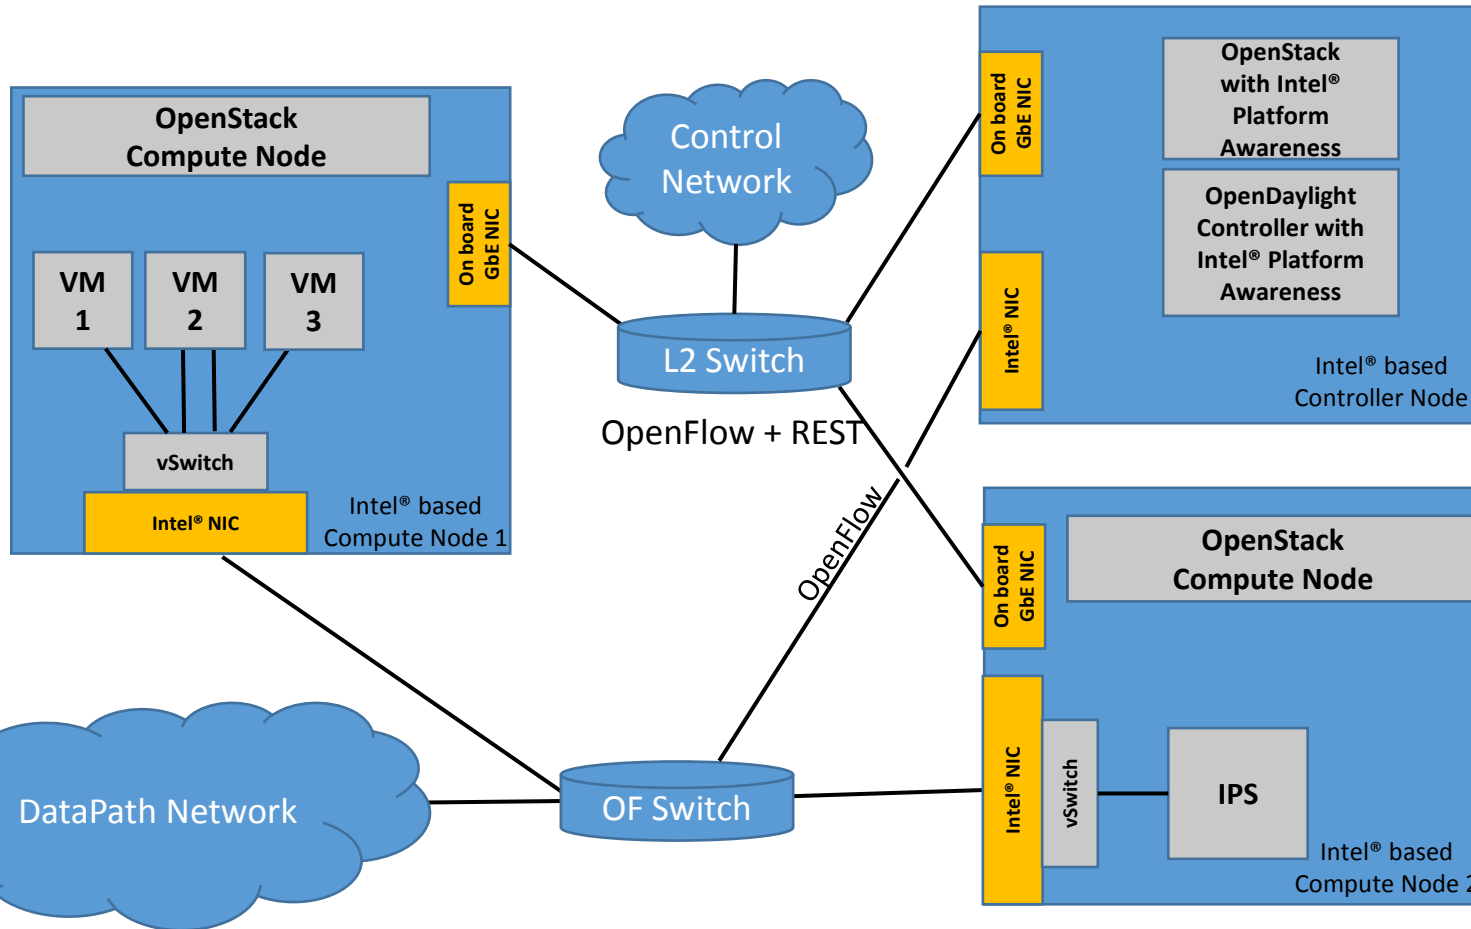 OpenStack
Compute Node
On board
GbE NIC
VM
1
VM
2
VM
3
vSwitch
Intel® NIC
Intel® based
Compute Node 1
Control
Network
L2 Switch
OpenFlow + REST
OpenFlow
On board
GbE NIC
OpenStack
with Intel®
Platform
Awareness
OpenDaylight
Controller with
Intel® Platform
Awareness
Intel® NIC
Intel® based
Controller Node
OpenStack
Compute Node
On board
GbE NIC
Intel® NIC
vSwitch
IPS
Intel® based
Compute Node 2
DataPath Network
OF Switch